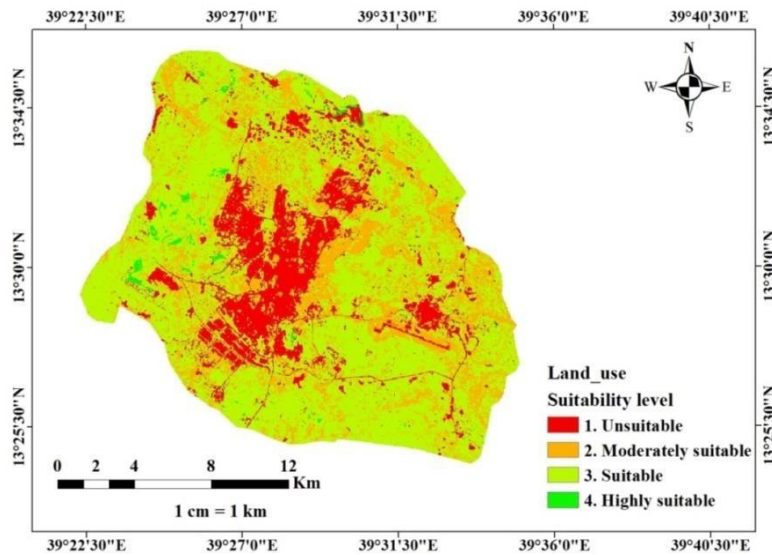 39°22'30"E 39°27'0"E 39°31'30"E 39°36'0"E 39°40'30"E
N
W E
S
13°34'30"N 13°34'30"N
13°30'0"N 13°30'0"N
13°25'30"N 13°25'30"N
Land_use
Suitability level
1. Unsuitable
2. Moderately suitable
3. Suitable
4. Highly suitable
0 2 4 8 12
Km
1 cm = 1 km
39°22'30"E 39°27'0"E 39°31'30"E 39°36'0"E 39°40'30"E